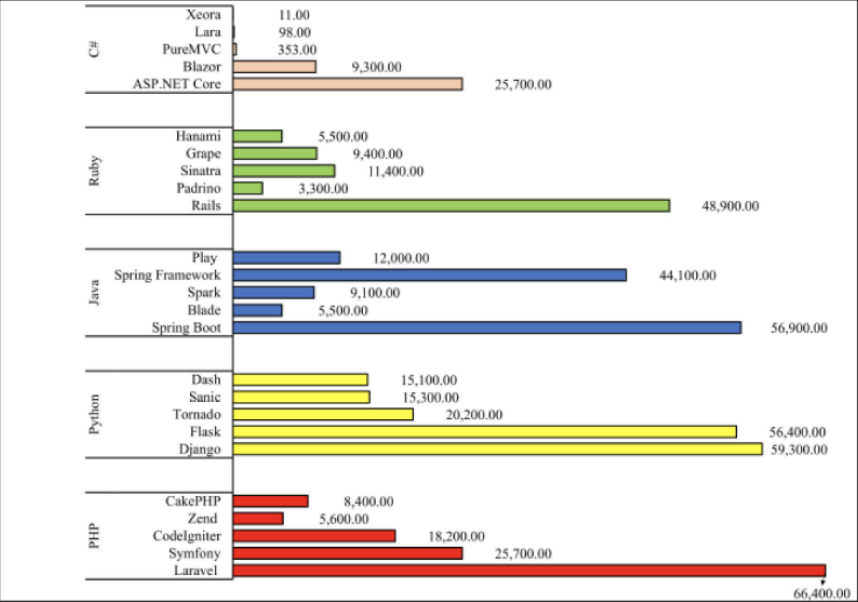 C#
Xeora 11.00
Lara 98.00
PureMVC 353.00
Blazor 9,300.00
ASP.NET Core 25,700.00
Ruby
Hanami 5,500.00
Grape 9,400.00
Sinatra 11,400.00
Padrino 3,300.00
Rails 48,900.00
Java
Play 12,000.00
Spring Framework 44,100.00
Spark 9,100.00
Blade 5,500.00
Spring Boot 56,900.00
Python
Dash 15,100.00
Sanic 15,300.00
Tornado 20,200.00
Flask 56,400.00
Django 59,300.00
PHP
CakePHP 8,400.00
Zend 5,600.00
CodeIgniter 18,200.00
Symfony 25,700.00
Laravel 66,400.00